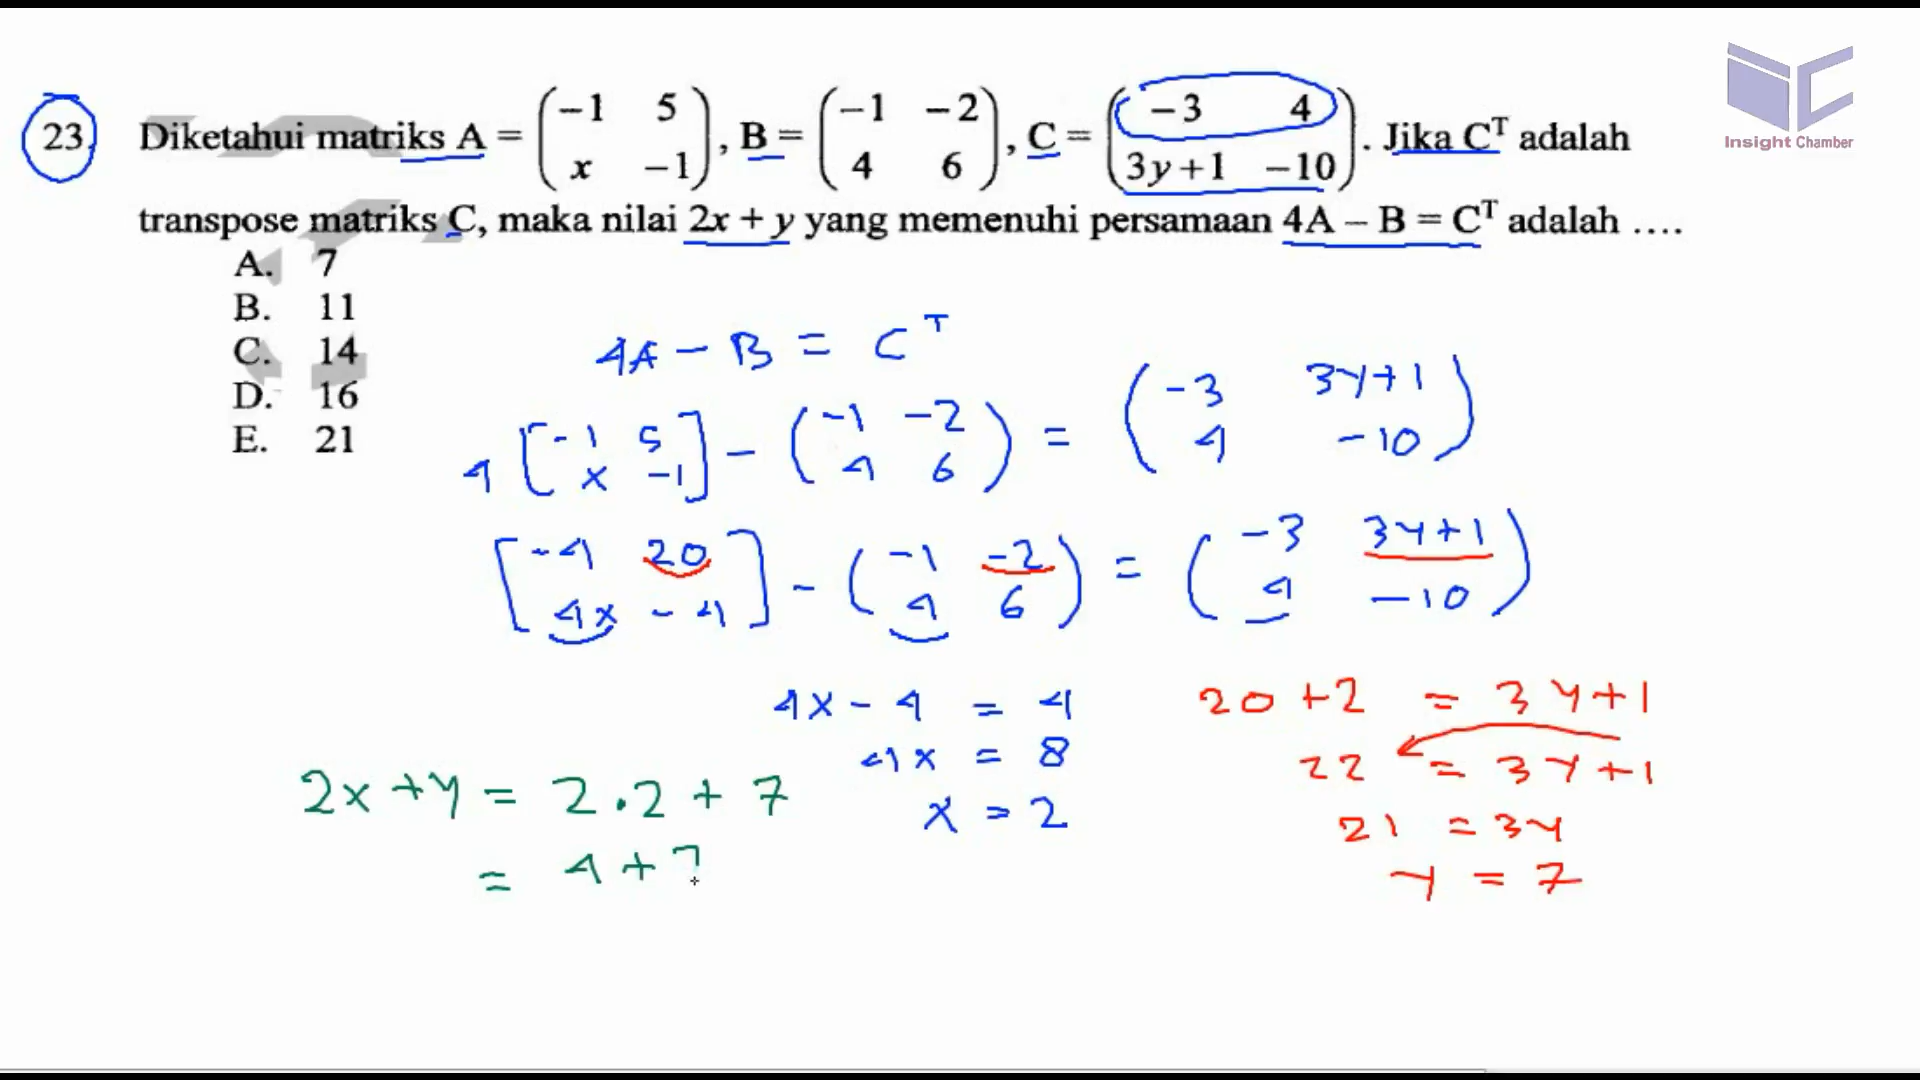 Insight Chamber
23. Diketahui matriks A = (-1 5 x -1), B = (-1 -2 4 6), C = (-3 4 3y+1 -10). Jika Cᵀ adalah
transpose matriks C, maka nilai 2x + y yang memenuhi persamaan 4A – B = Cᵀ adalah ....
A. 7
B. 11
C. 14
D. 16
E. 21
4A - B = Cᵀ
4 [-1 5 x -1] - (-1 -2 4 6) = (-3 3y+1 4 -10)
[-4 20 4x -4] - (-1 -2 4 6) = (-3 3y+1 4 -10)
4x - 4 = 4
4x = 8
x = 2
20 + 2 = 3y+1
22 = 3y+1
21 = 3y
y = 7
2x + y = 2.2 + 7
= 4 + 7